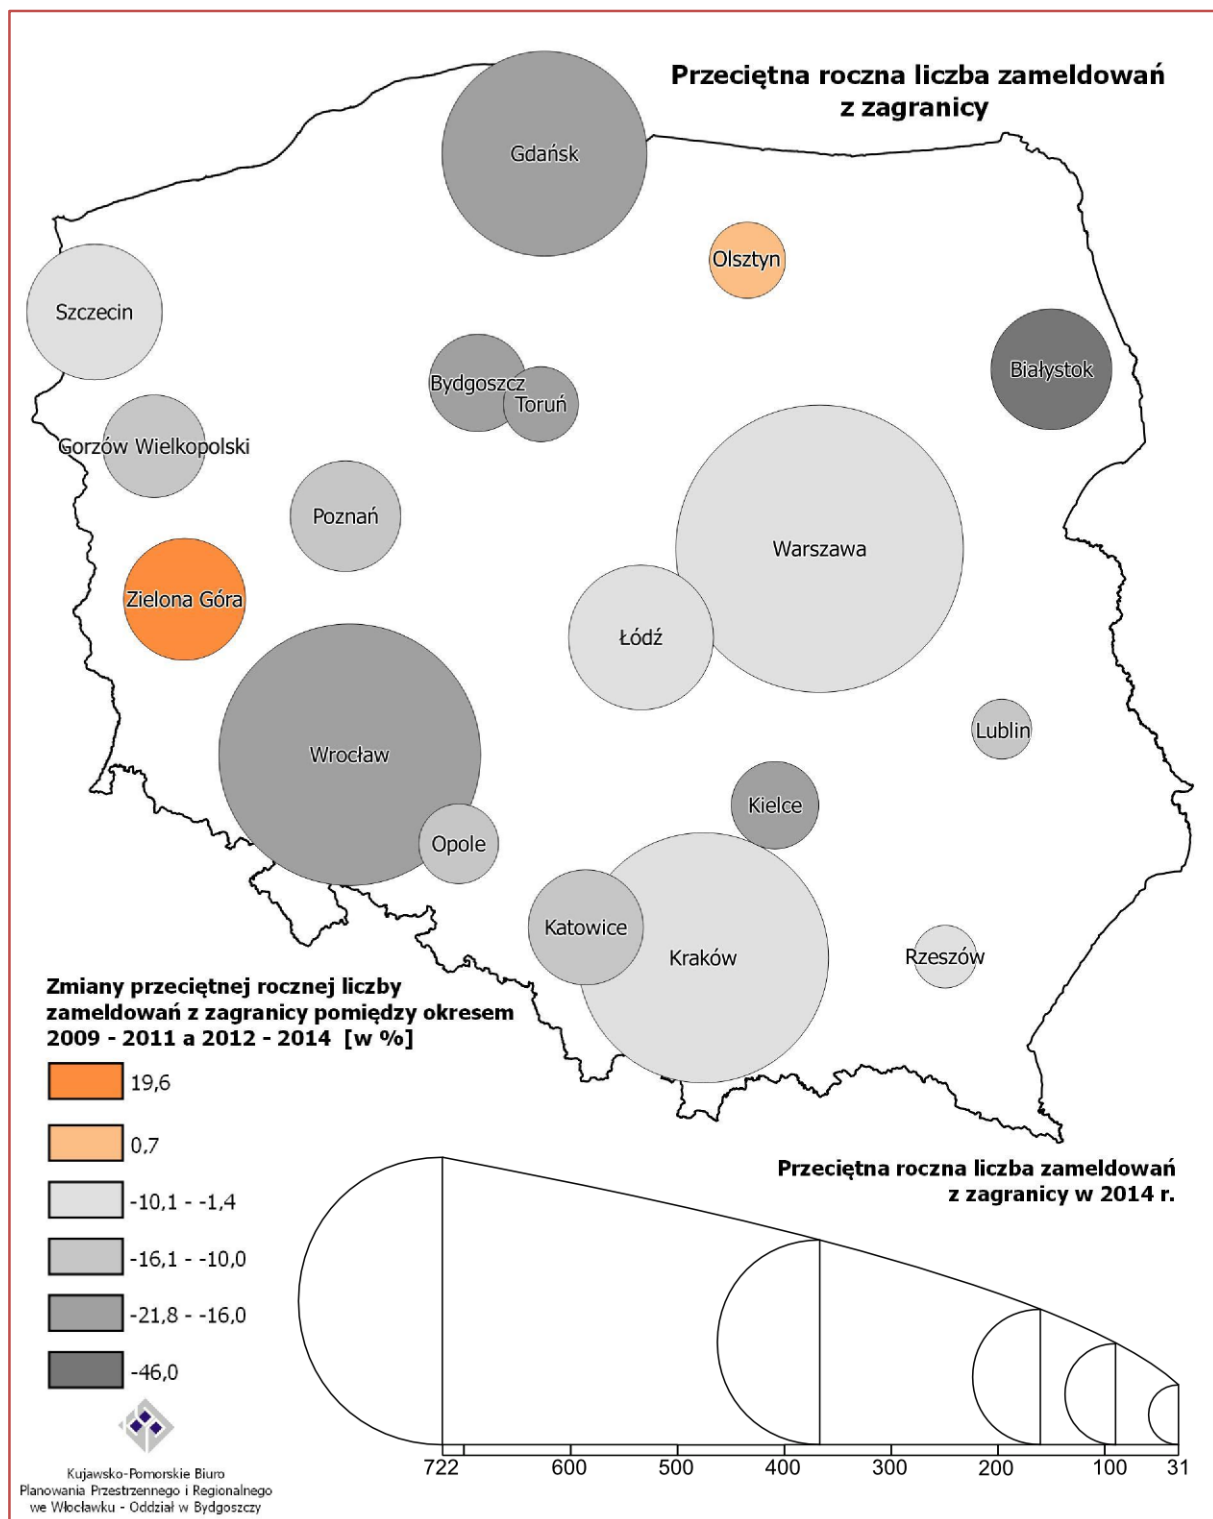 Przeciętna roczna liczba zameldowań
z zagranicy
Gdańsk
Olsztyn
Szczecin
Białystok
Bydgoszcz
Toruń
Gorzów Wielkopolski
Poznań
Warszawa
Zielona Góra
Łódź
Lublin
Wrocław
Kielce
Opole
Katowice
Kraków
Rzeszów
Zmiany przeciętnej rocznej liczby
zameldowań z zagranicy pomiędzy okresem
2009 - 2011 a 2012 - 2014 [w %]
19,6
0,7
-10,1 - -1,4
-16,1 - -10,0
-21,8 - -16,0
-46,0
Przeciętna roczna liczba zameldowań
z zagranicy w 2014 r.
722 600 500 400 300 200 100 31
Kujawsko-Pomorskie Biuro
Planowania Przestrzennego i Regionalnego
we Włocławku - Oddział w Bydgoszczy